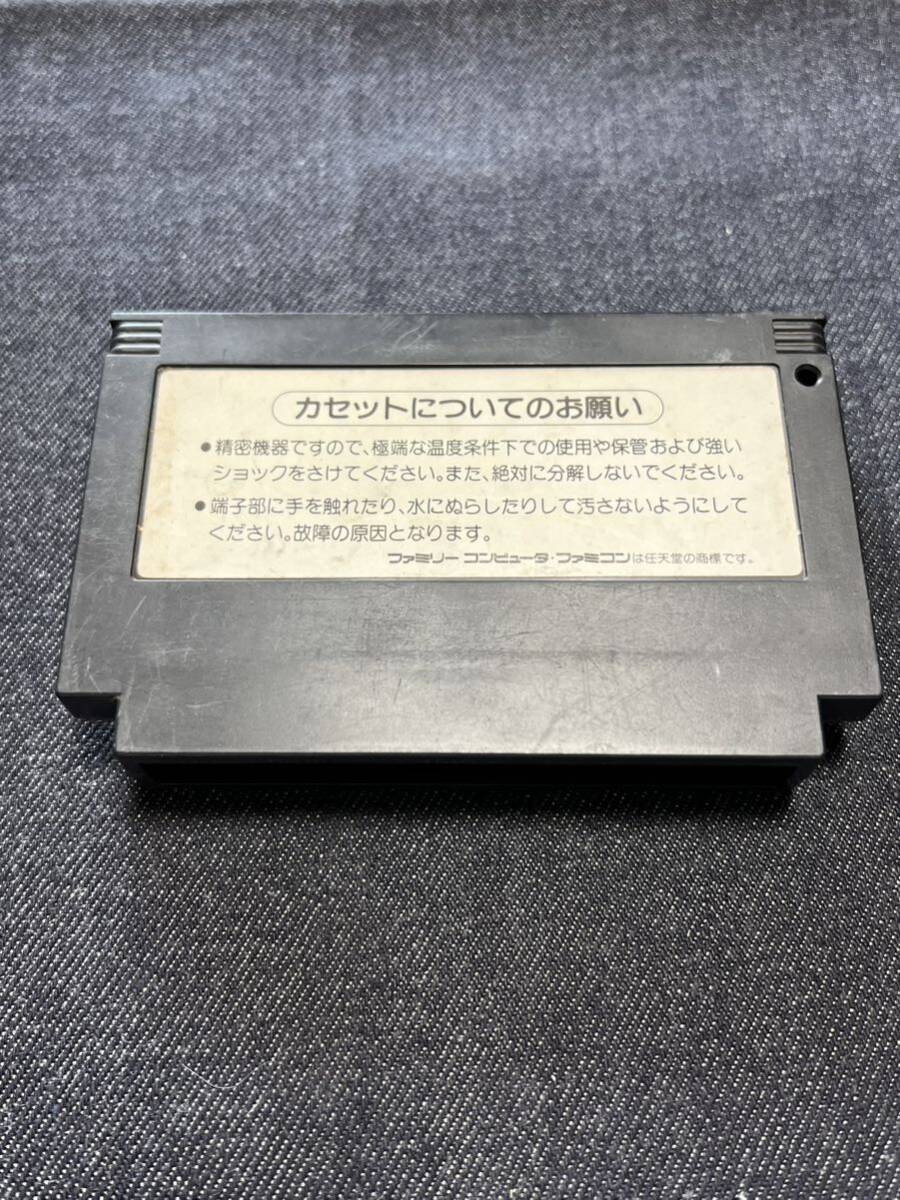 カセットについてのお願い
●精密機器ですので、極端な温度条件下での使用や保管および強い
ショックをさけてください。また、絶対に分解しないでください。
●端子部に手を触れたり、水にぬらしたりして汚さないようにして
ください。故障の原因となります。
ファミリー コンピュータ・ファミコンは任天堂の商標です。